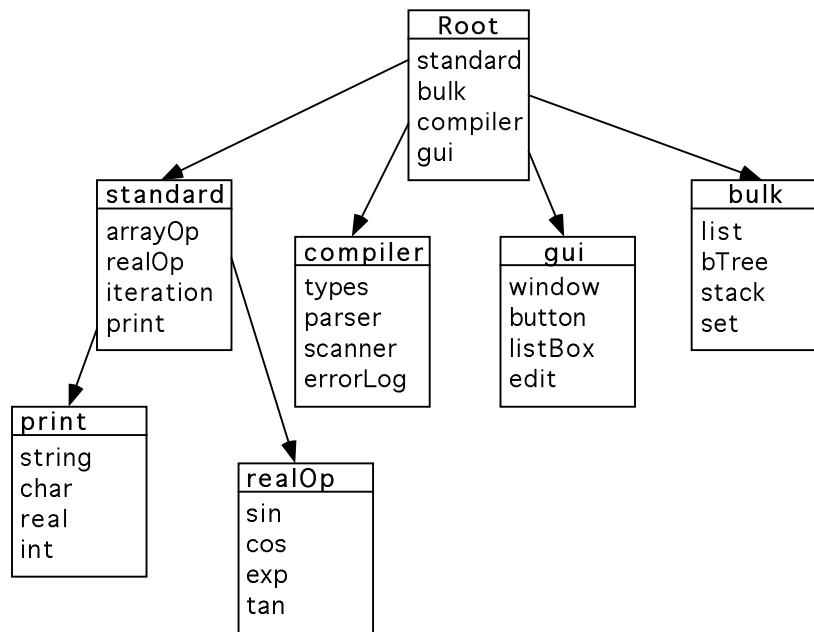 Root
standard
bulk
compiler
gui
standard
arrayOp
realOp
iteration
print
compiler
types
parser
scanner
errorLog
gui
window
button
listBox
edit
bulk
list
bTree
stack
set
print
string
char
real
int
realOp
sin
cos
exp
tan